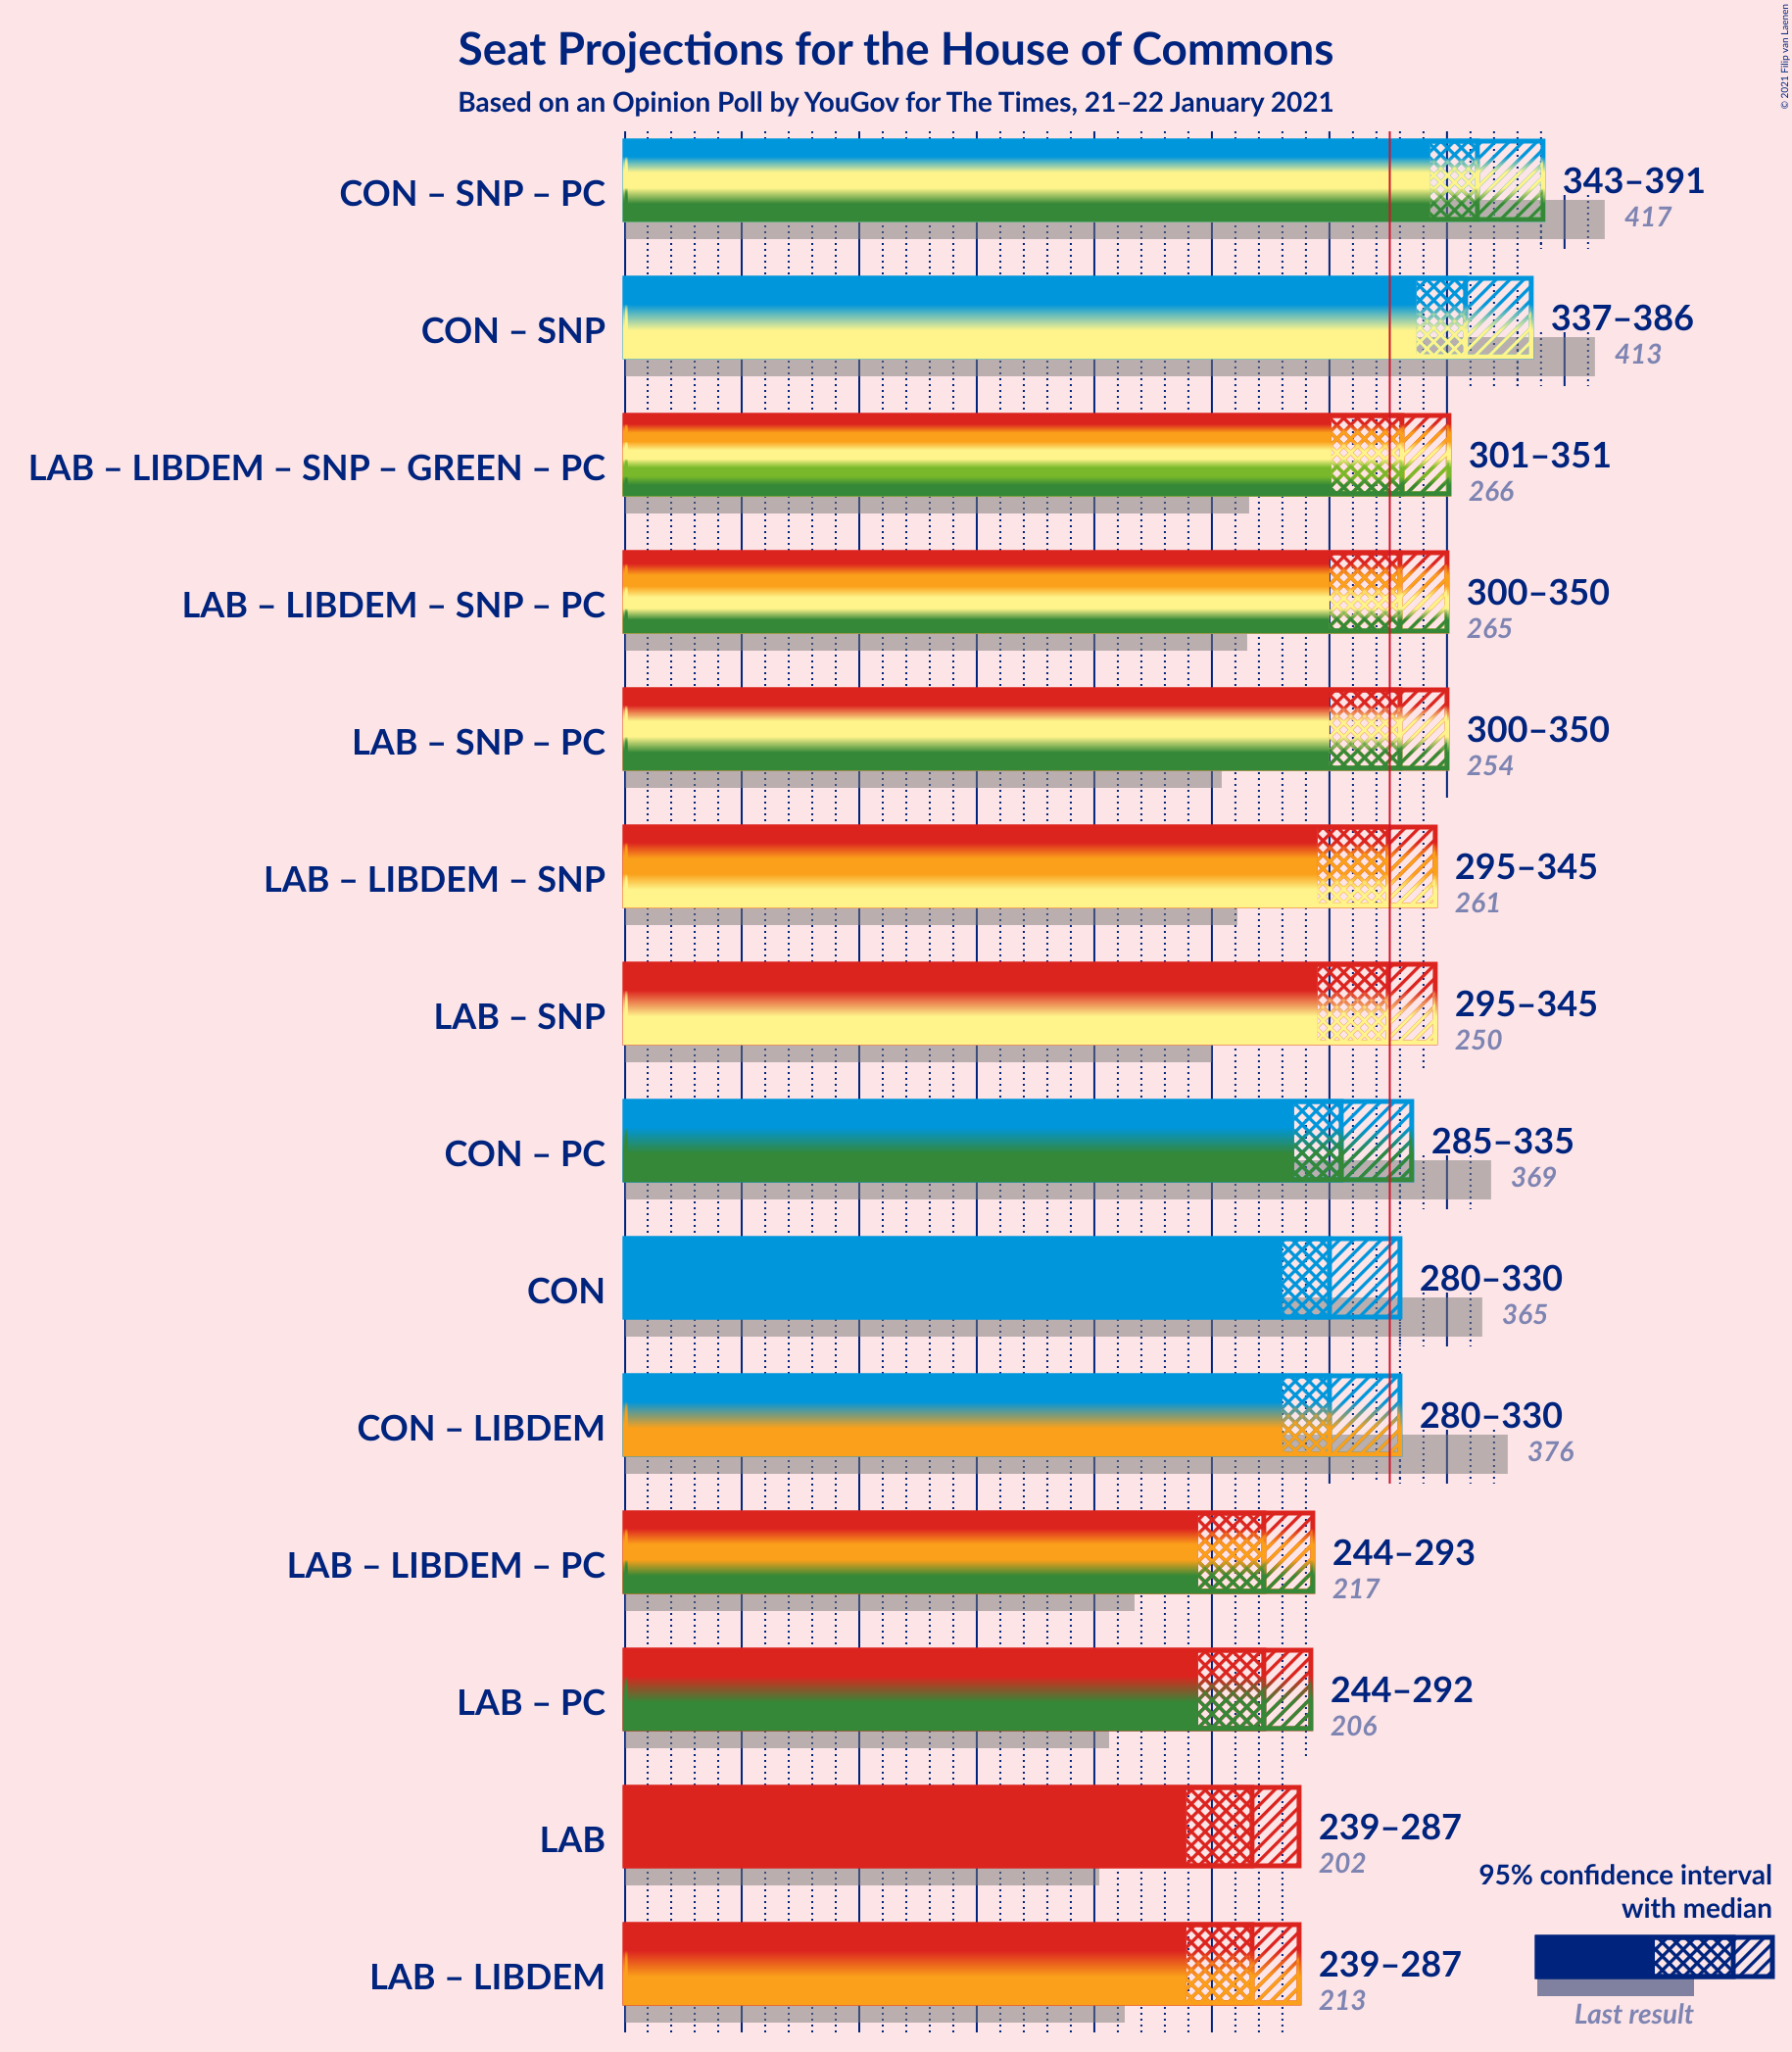 Seat Projections for the House of Commons
Based on an Opinion Poll by YouGov for The Times, 21–22 January 2021
© 2021 Filip van Laenen
CON – SNP – PC
343–391
417
CON – SNP
337–386
413
LAB – LIBDEM – SNP – GREEN – PC
301–351
266
LAB – LIBDEM – SNP – PC
300–350
265
LAB – SNP – PC
300–350
254
LAB – LIBDEM – SNP
295–345
261
LAB – SNP
295–345
250
CON – PC
285–335
369
CON
280–330
365
CON – LIBDEM
280–330
376
LAB – LIBDEM – PC
244–293
217
LAB – PC
244–292
206
LAB
239–287
202
LAB – LIBDEM
239–287
213
95% confidence interval
with median
Last result